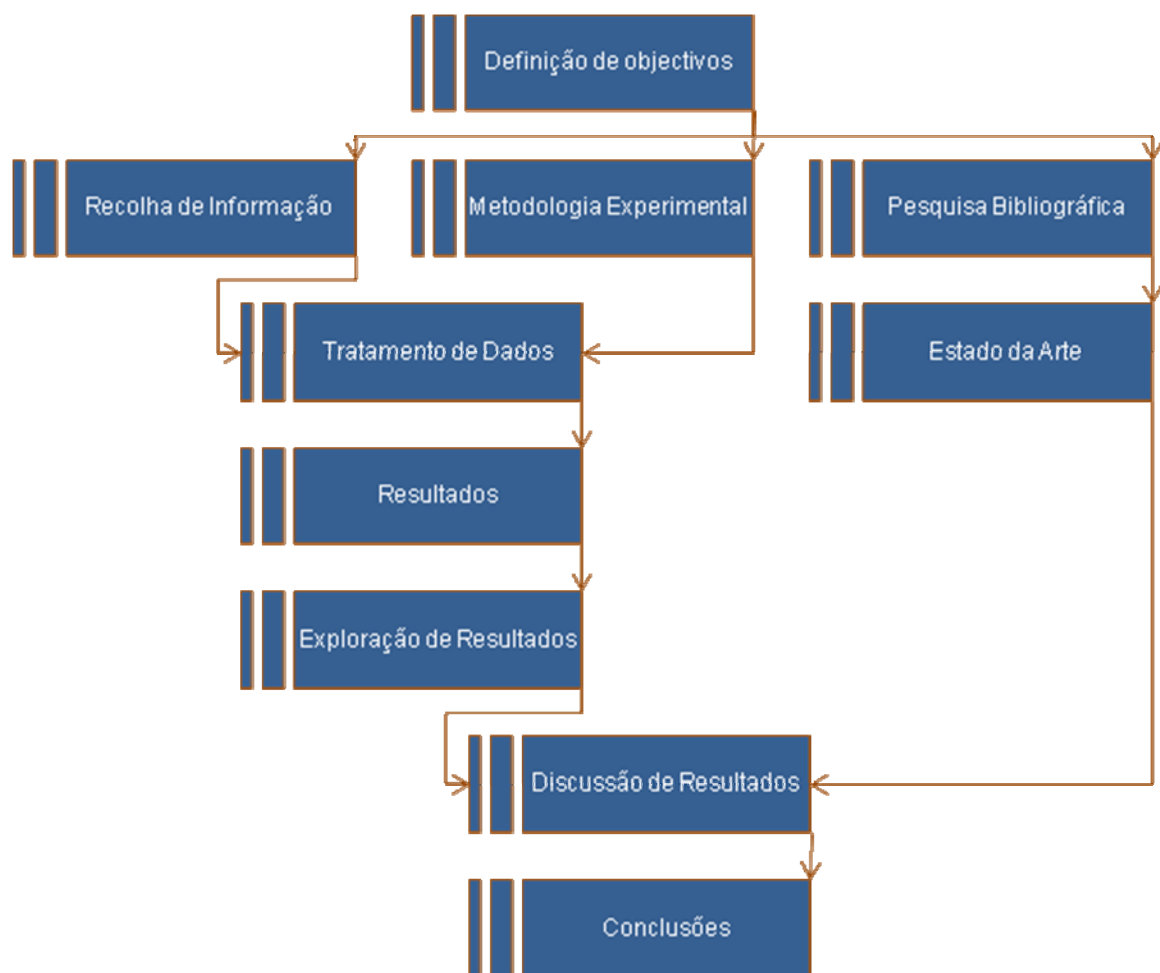 Definição de objectivos
Recolha de Informação
Metodologia Experimental
Pesquisa Bibliográfica
Tratamento de Dados
Estado da Arte
Resultados
Exploração de Resultados
Discussão de Resultados
Conclusões